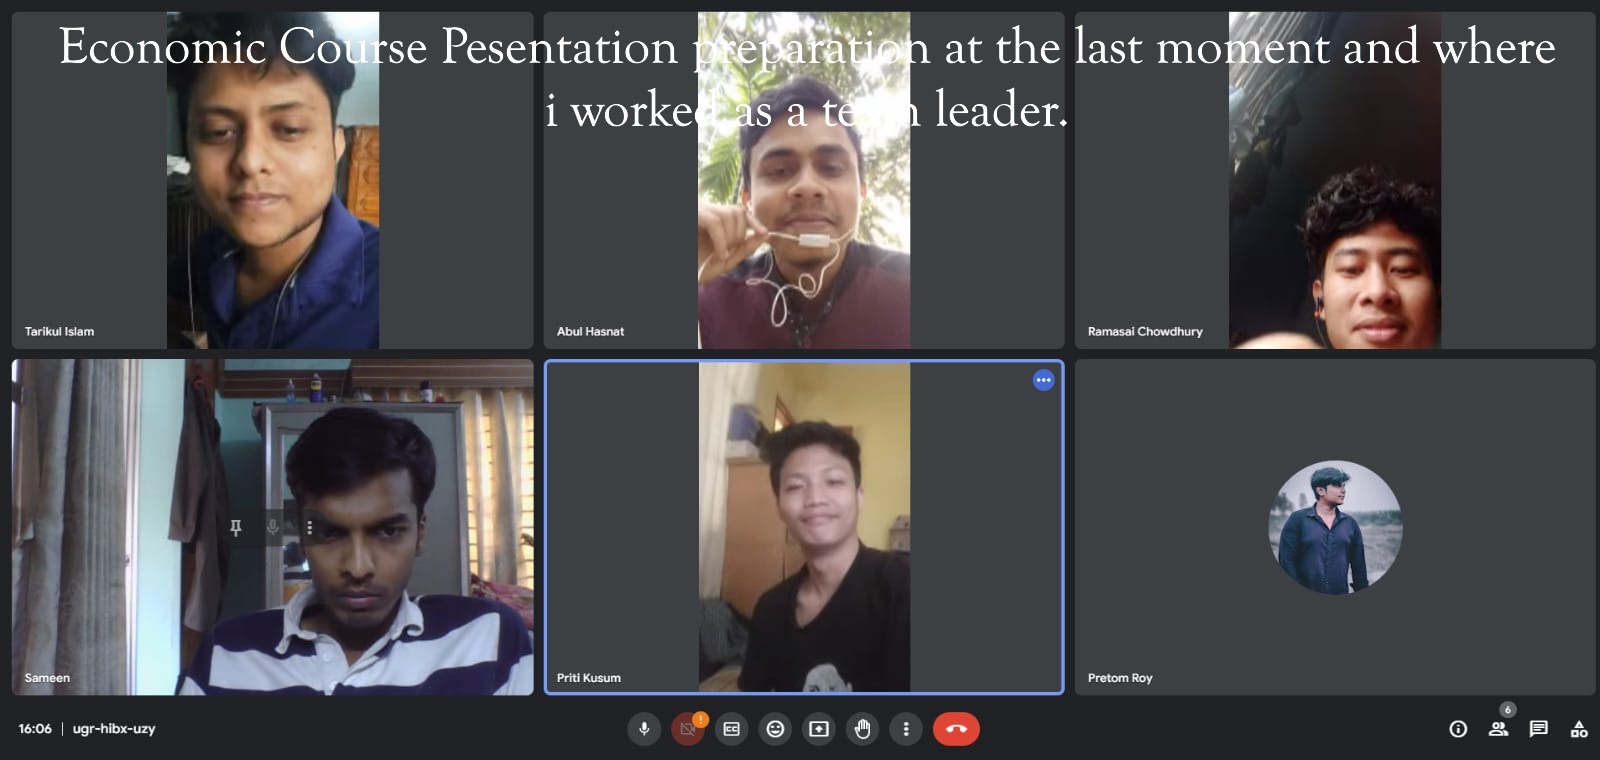 Economic Course Pesentation preparation at the last moment and where
i worked as a team leader.
Tarikul Islam
Abul Hasnat
Ramasai Chowdhury
Sameen
Priti Kusum
Pretom Roy
16:06 | ugr-hibx-uzy
6